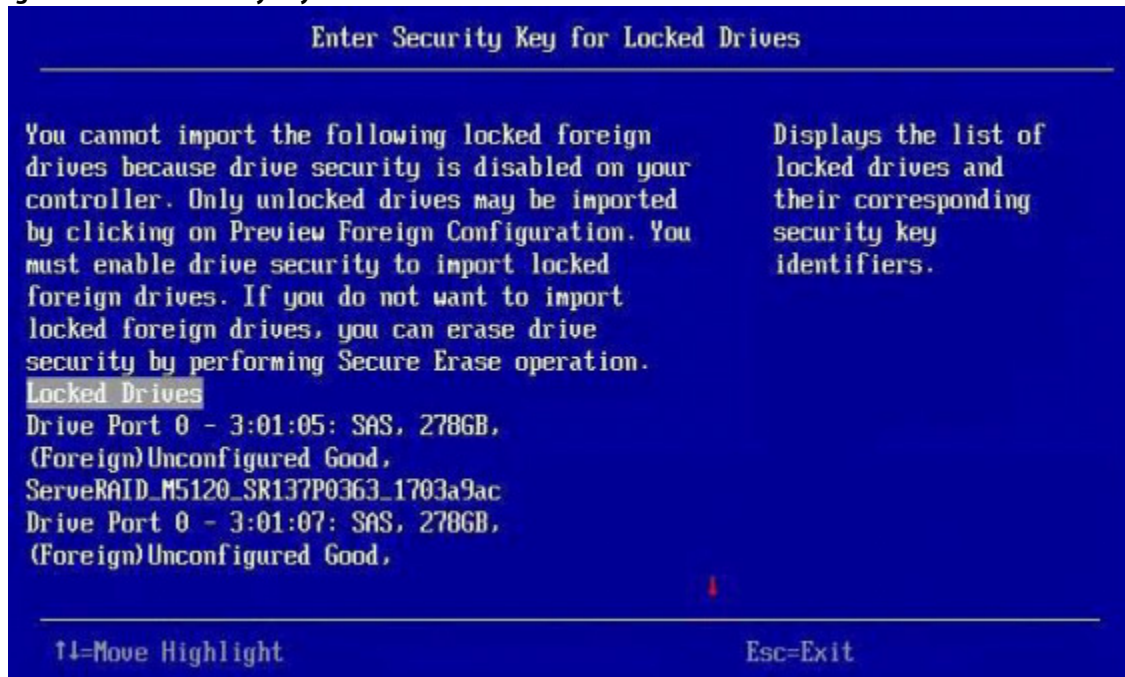 Enter Security Key for Locked Drives
You cannot import the following locked foreign
drives because drive security is disabled on your
controller. Only unlocked drives may be imported
by clicking on Preview Foreign Configuration. You
must enable drive security to import locked
foreign drives. If you do not want to import
locked foreign drives, you can erase drive
security by performing Secure Erase operation.
Locked Drives
Drive Port 0 - 3:01:05: SAS, 278GB,
(Foreign)Unconfigured Good,
ServeRAID_M5120_SR137P0363_1703a9ac
Drive Port 0 - 3:01:07: SAS, 278GB,
(Foreign)Unconfigured Good,
Displays the list of
locked drives and
their corresponding
security key
identifiers.
↓
↑↓=Move Highlight
Esc=Exit